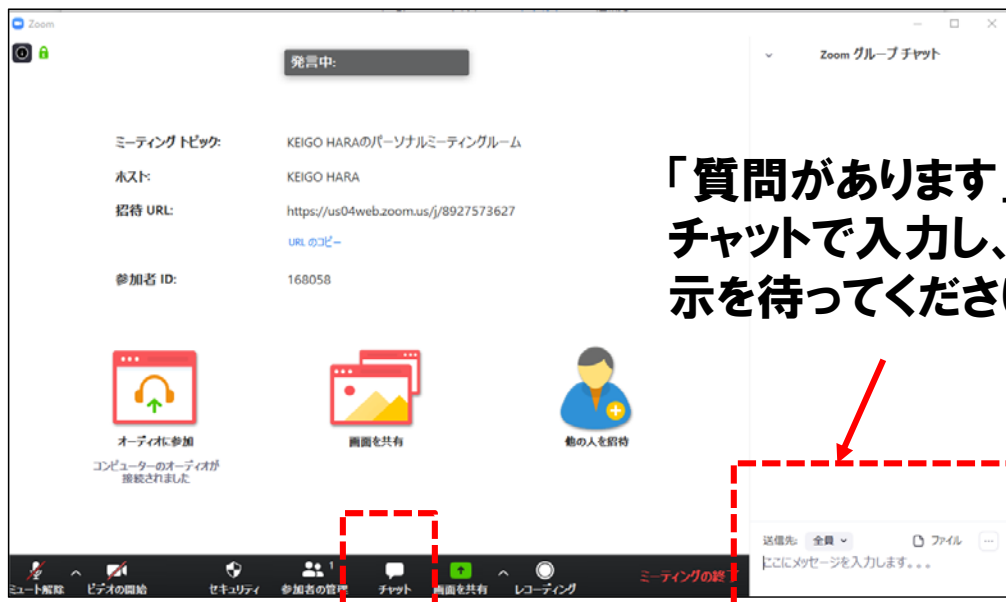 Zoom
発言中:
Zoom グループ チャット
ミーティング トピック:
KEIGO HARAのパーソナルミーティングルーム
ホスト:
KEIGO HARA
招待 URL:
https://us04web.zoom.us/j/8927573627
URL のコピー
参加者 ID:
168058
「質問があります」
チャットで入力し、
示を待ってくださ
オーディオに参加
コンピューターのオーディオが
接続されました
画面を共有
他の人を招待
送信先: 全員
ファイル
ここにメッセージを入力します。。。
ミュート解除
ビデオの開始
セキュリティ
1
参加者の管理
チャット
画面を共有
レコーディング
ミーティングの終了